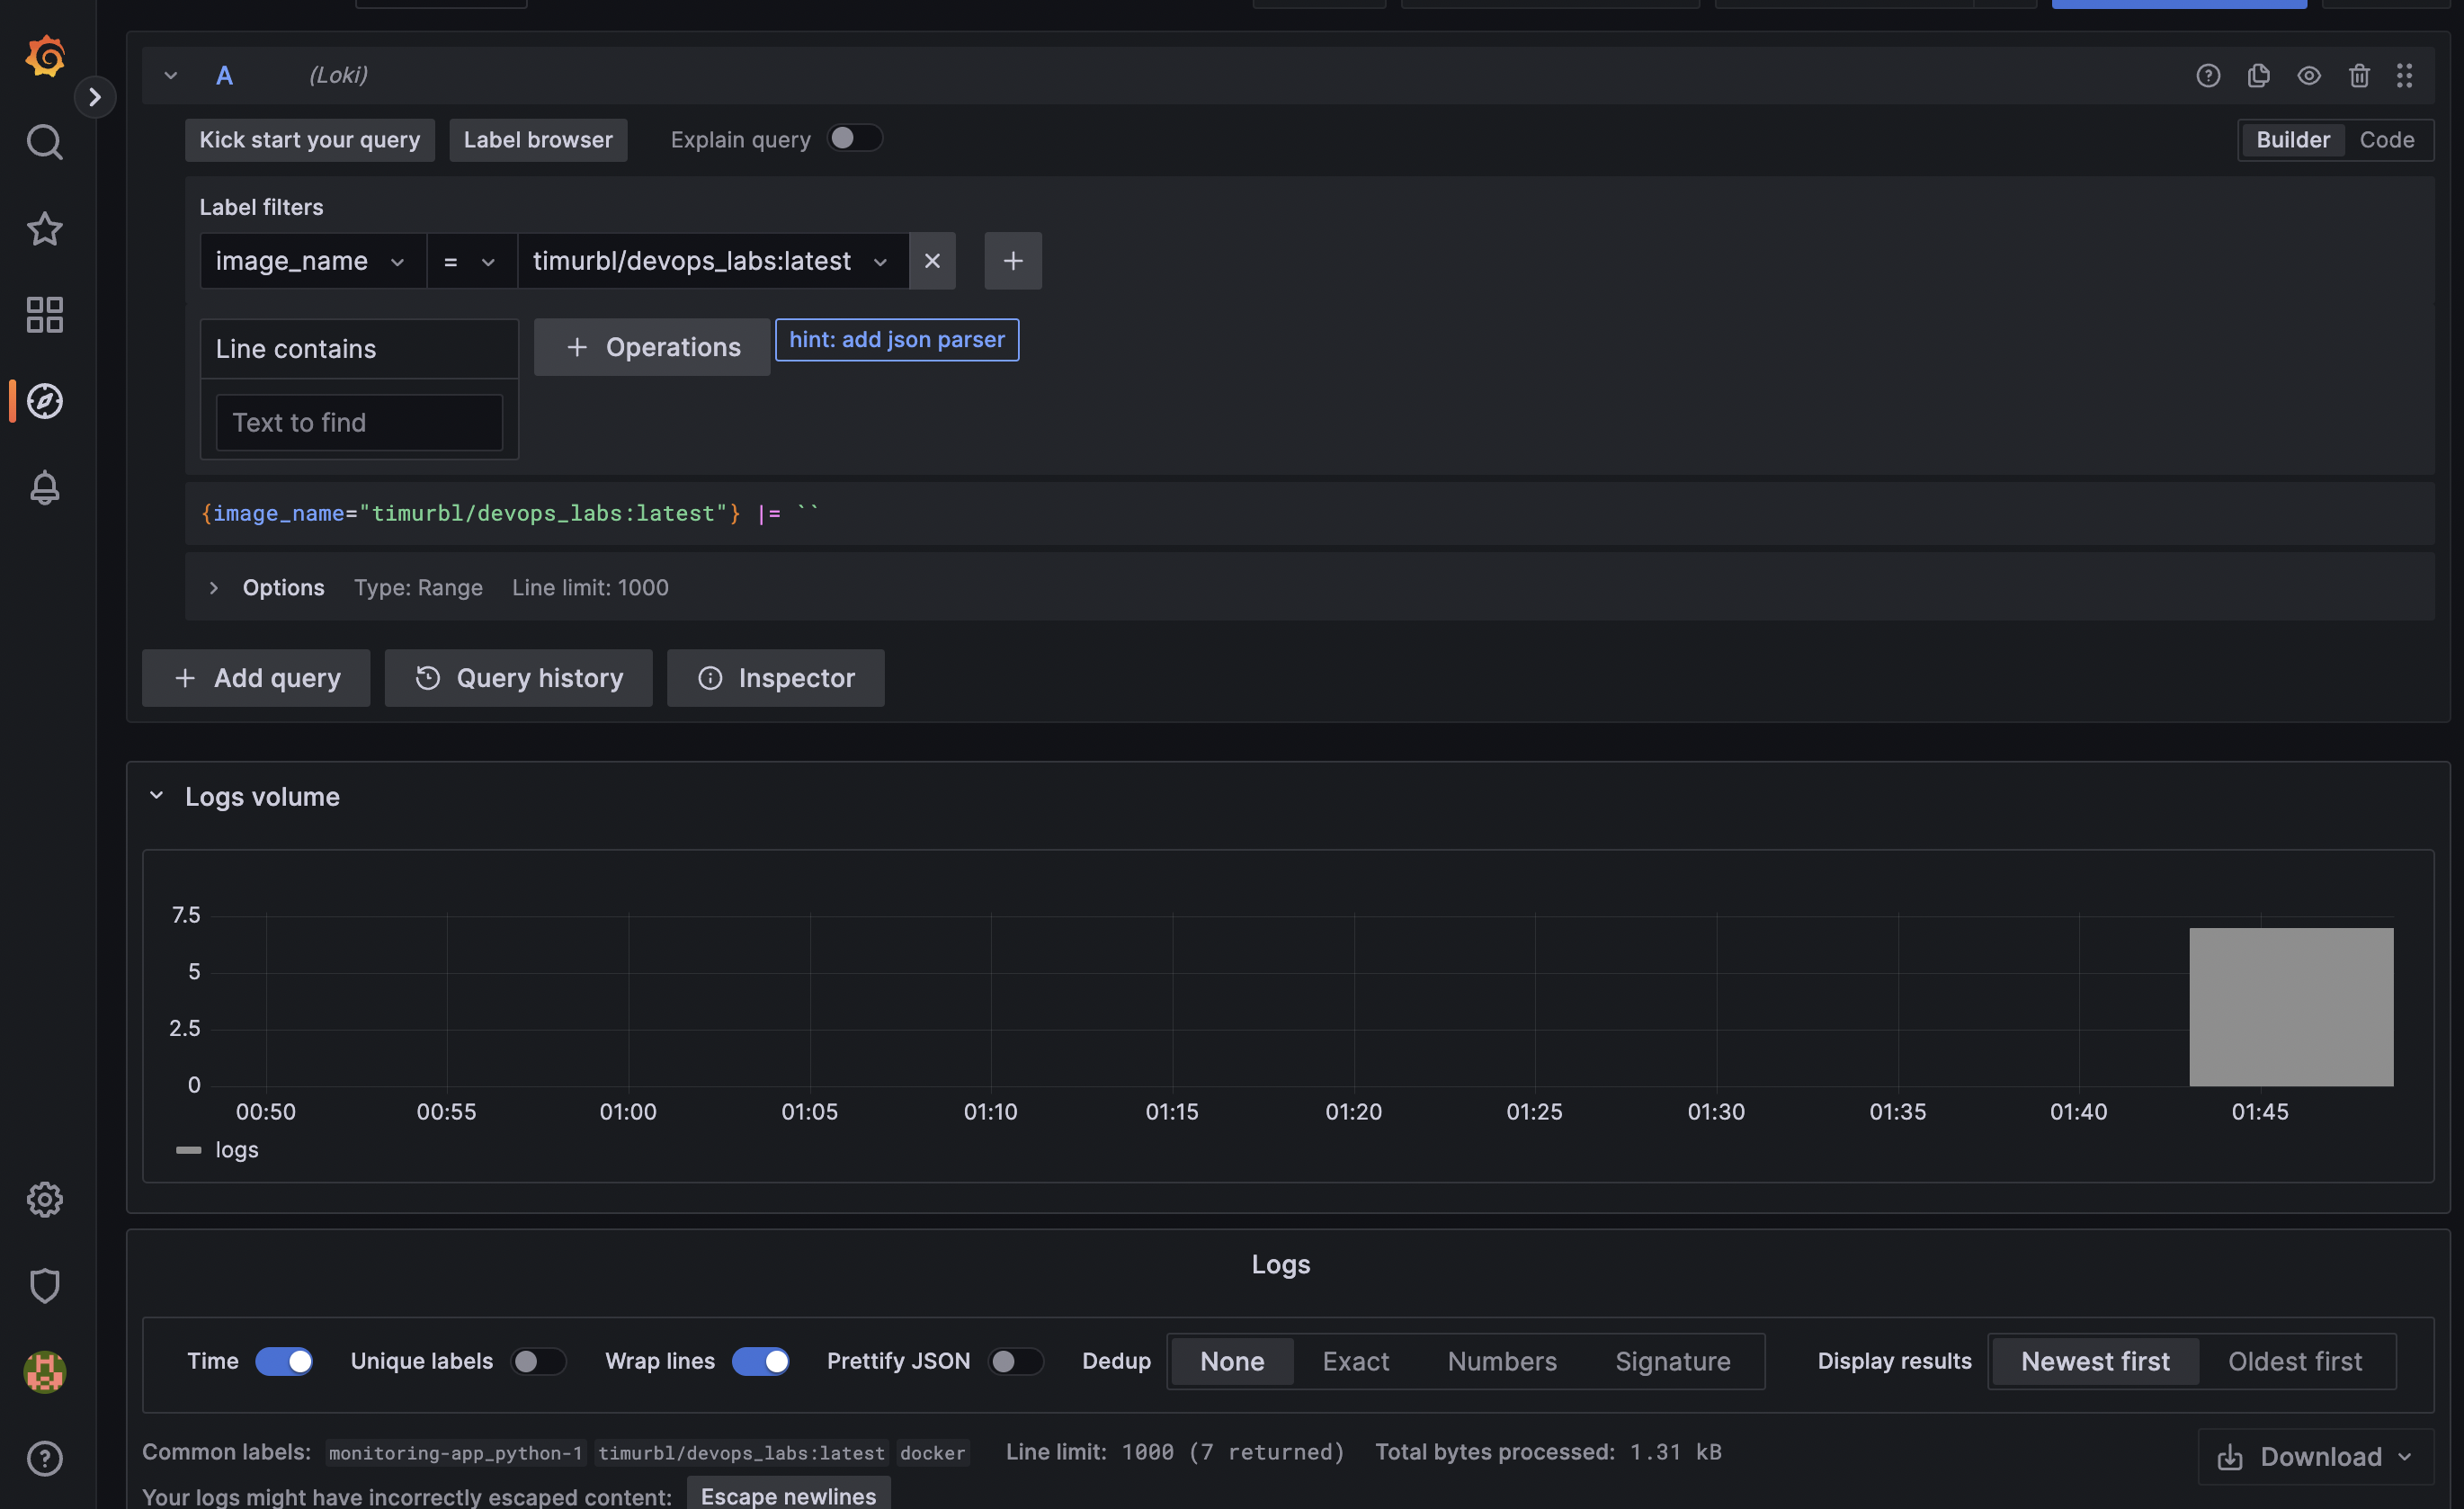 A (Loki)
Kick start your query Label browser Explain query Builder Code
Label filters
image_name = timurbl/devops_labs:latest
Line contains Operations hint: add json parser
Text to find
{image_name="timurbl/devops_labs:latest"} |= ``
Options Type: Range Line limit: 1000
Add query Query history Inspector
Logs volume
7.5
5
2.5
0
00:50 00:55 01:00 01:05 01:10 01:15 01:20 01:25 01:30 01:35 01:40 01:45
logs
Logs
Time Unique labels Wrap lines Prettify JSON Dedup None Exact Numbers Signature Display results Newest first Oldest first
Common labels: monitoring-app_python-1 timurbl/devops_labs:latest docker Line limit: 1000 (7 returned) Total bytes processed: 1.31 kB Download
Your logs might have incorrectly escaped content: Escape newlines